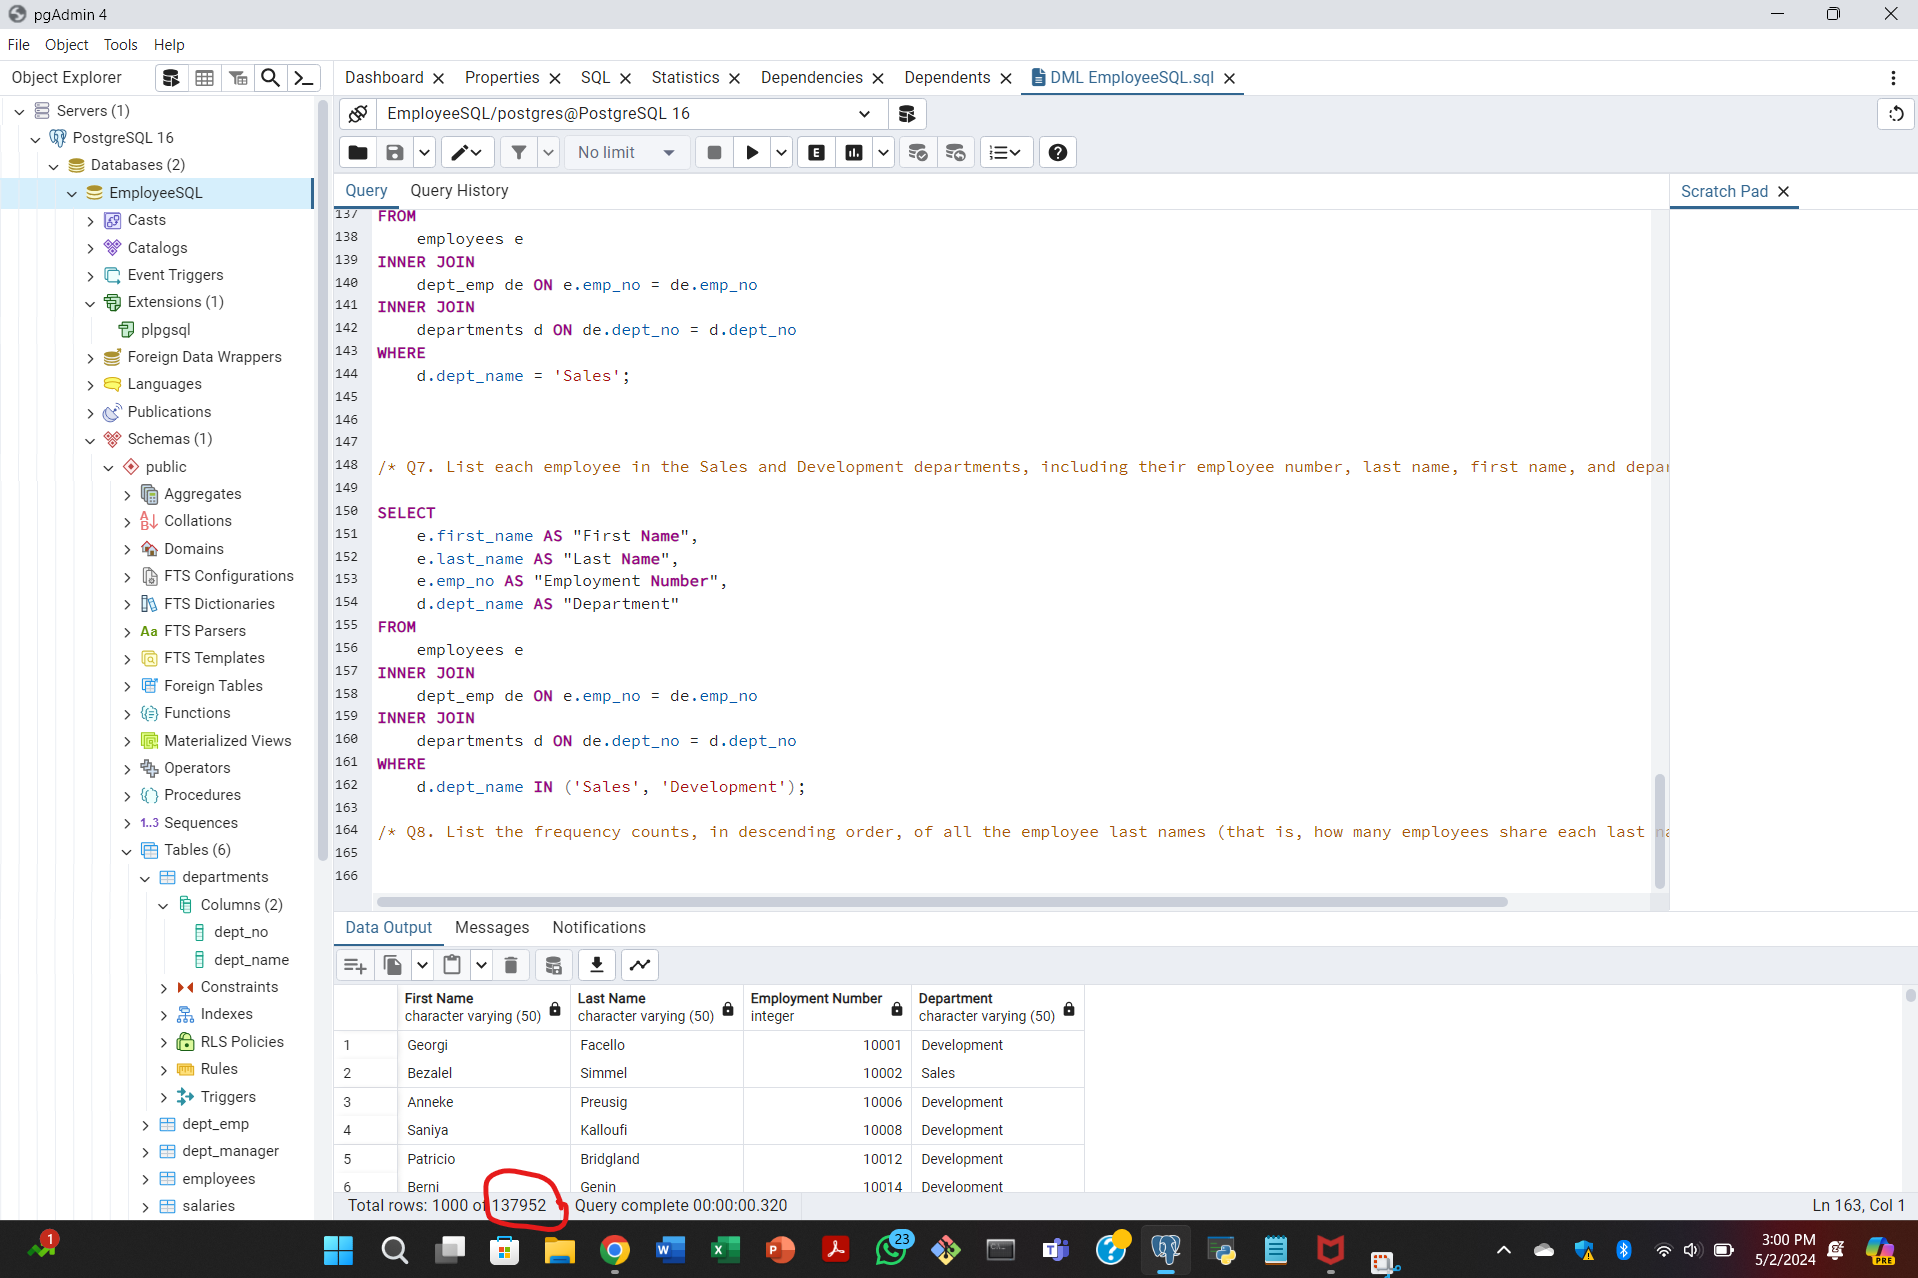 pgAdmin 4
File Object Tools Help
Object Explorer
Dashboard Properties SQL Statistics Dependencies Dependents DML EmployeeSQL.sql
Servers (1)
PostgreSQL 16
Databases (2)
EmployeeSQL
Casts
Catalogs
Event Triggers
Extensions (1)
plpgsql
Foreign Data Wrappers
Languages
Publications
Schemas (1)
public
Aggregates
Collations
Domains
FTS Configurations
FTS Dictionaries
Aa FTS Parsers
FTS Templates
Foreign Tables
Functions
Materialized Views
Operators
Procedures
1..3 Sequences
Tables (6)
departments
Columns (2)
dept_no
dept_name
Constraints
Indexes
RLS Policies
Rules
Triggers
dept_emp
dept_manager
employees
salaries
EmployeeSQL/postgres@PostgreSQL 16
No limit
E
Query Query History
Scratch Pad
137 FROM
138 employees e
139 INNER JOIN
140 dept_emp de ON e.emp_no = de.emp_no
141 INNER JOIN
142 departments d ON de.dept_no = d.dept_no
143 WHERE
144 d.dept_name = 'Sales';
145
146
147
148 /* Q7. List each employee in the Sales and Development departments, including their employee number, last name, first name, and depar
149
150 SELECT
151 e.first_name AS "First Name",
152 e.last_name AS "Last Name",
153 e.emp_no AS "Employment Number",
154 d.dept_name AS "Department"
155 FROM
156 employees e
157 INNER JOIN
158 dept_emp de ON e.emp_no = de.emp_no
159 INNER JOIN
160 departments d ON de.dept_no = d.dept_no
161 WHERE
162 d.dept_name IN ('Sales', 'Development');
163
164 /* Q8. List the frequency counts, in descending order, of all the employee last names (that is, how many employees share each last na
165
166
Data Output Messages Notifications
First Name Last Name Employment Number Department
character varying (50) character varying (50) integer character varying (50)
1 Georgi Facello 10001 Development
2 Bezalel Simmel 10002 Sales
3 Anneke Preusig 10006 Development
4 Saniya Kalloufi 10008 Development
5 Patricio Bridgland 10012 Development
6 Berni Genin 10014 Development
Total rows: 1000 of 137952 Query complete 00:00:00.320 Ln 163, Col 1
1
23
PRE
3:00 PM
5/2/2024